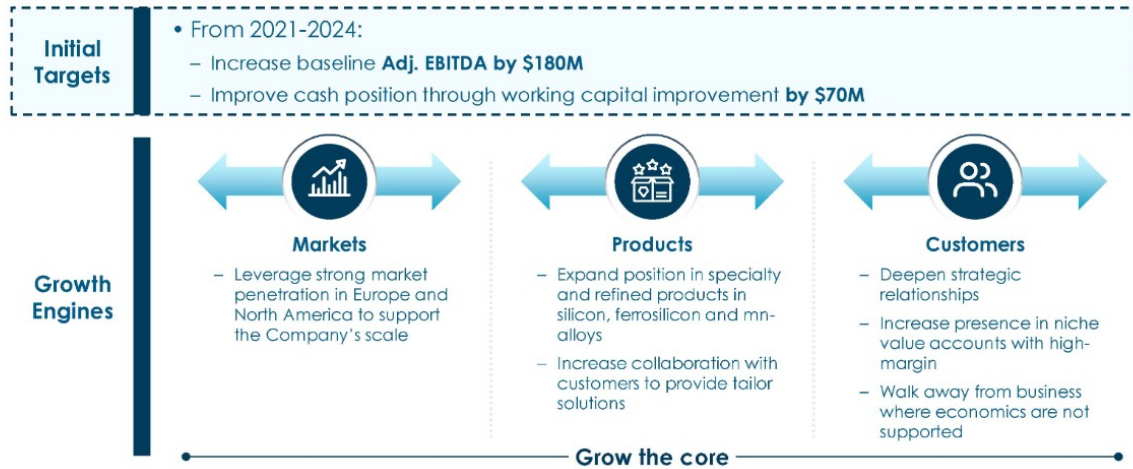 Initial
Targets
• From 2021-2024:
– Increase baseline Adj. EBITDA by $180M
– Improve cash position through working capital improvement by $70M
Growth
Engines
Markets
– Leverage strong market
penetration in Europe and
North America to support
the Company's scale
Products
– Expand position in specialty
and refined products in
silicon, ferrosilicon and mn-
alloys
– Increase collaboration with
customers to provide tailor
solutions
Customers
– Deepen strategic
relationships
– Increase presence in niche
value accounts with high-
margin
– Walk away from business
where economics are not
supported
Grow the core